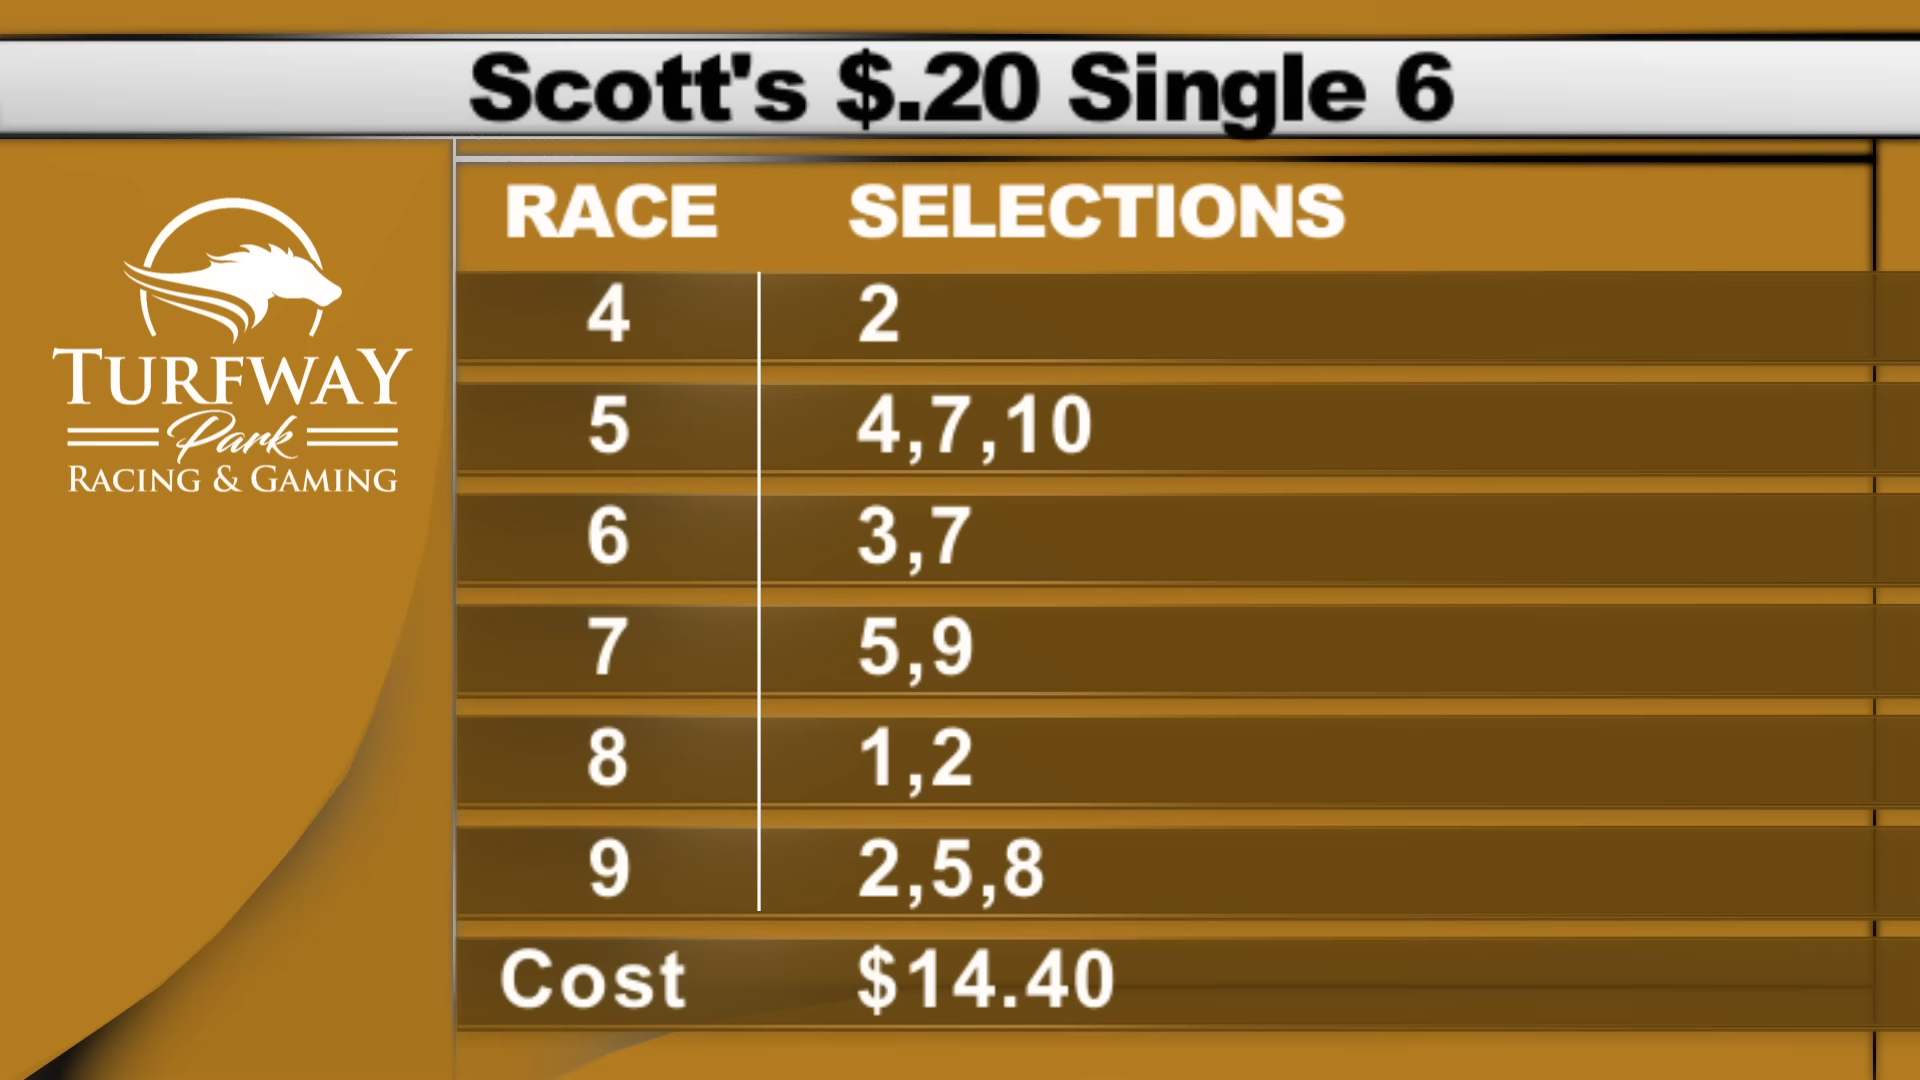 Scott's $.20 Single 6
TURFWAY
Park
RACING & GAMING
RACE SELECTIONS
4 2
5 4,7,10
6 3,7
7 5,9
8 1,2
9 2,5,8
Cost $14.40